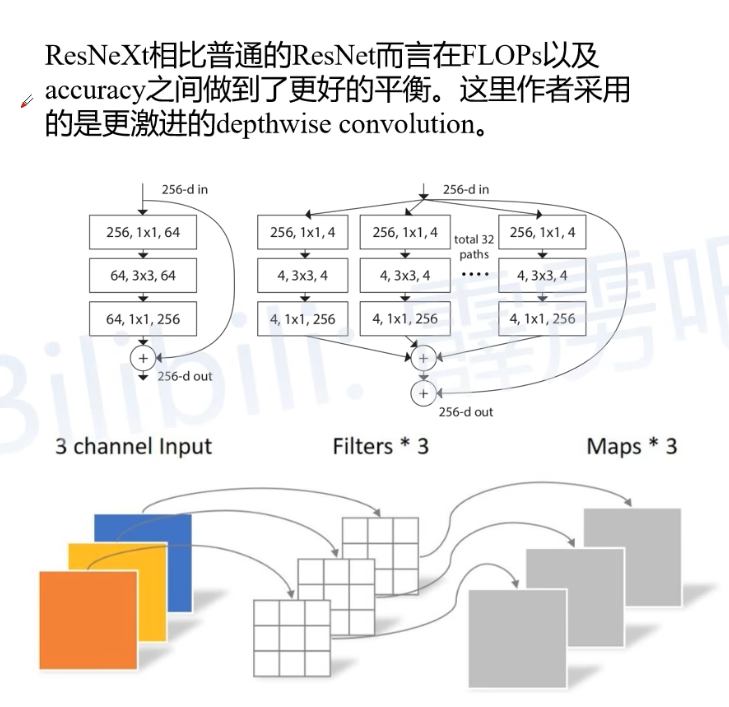 ResNeXt相比普通的ResNet而言在FLOPs以及
accuracy之间做到了更好的平衡。这里作者采用
的是更激进的depthwise convolution。
256-d in
256, 1x1, 64
64, 3x3, 64
64, 1x1, 256
+
256-d out
256-d in
256, 1x1, 4
256, 1x1, 4
total 32
paths
....
256, 1x1, 4
4, 3x3, 4
4, 3x3, 4
4, 3x3, 4
4, 1x1, 256
4, 1x1, 256
4, 1x1, 256
+
+
256-d out
Bilibili: 霹雳吧
3 channel Input
Filters * 3
Maps * 3